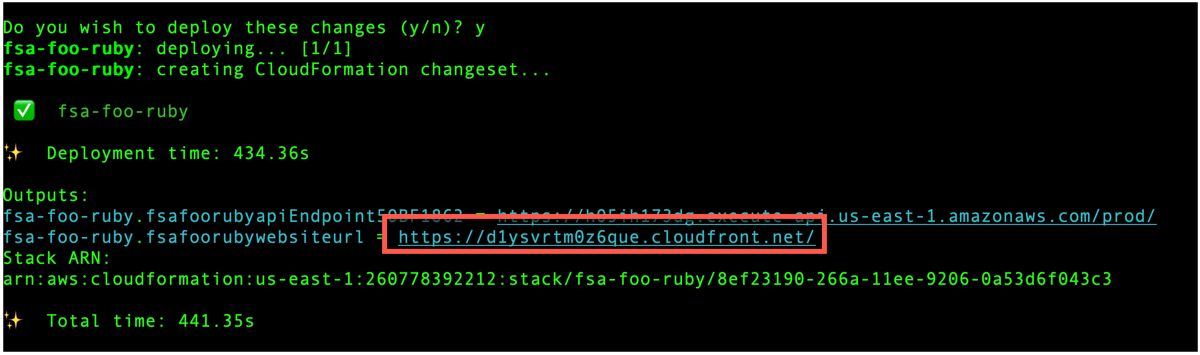 Do you wish to deploy these changes (y/n)? y
fsa-foo-ruby: deploying... [1/1]
fsa-foo-ruby: creating CloudFormation changeset...
✅ fsa-foo-ruby
✨ Deployment time: 434.36s
Outputs:
fsa-foo-ruby.fsafoorubyapiEndpoint50BF1862 = https://h05ih173dg.execute-api.us-east-1.amazonaws.com/prod/
fsa-foo-ruby.fsafoorubywebsiteurl = https://d1ysvrtm0z6que.cloudfront.net/
Stack ARN:
arn:aws:cloudformation:us-east-1:260778392212:stack/fsa-foo-ruby/8ef23190-266a-11ee-9206-0a53d6f043c3
✨ Total time: 441.35s